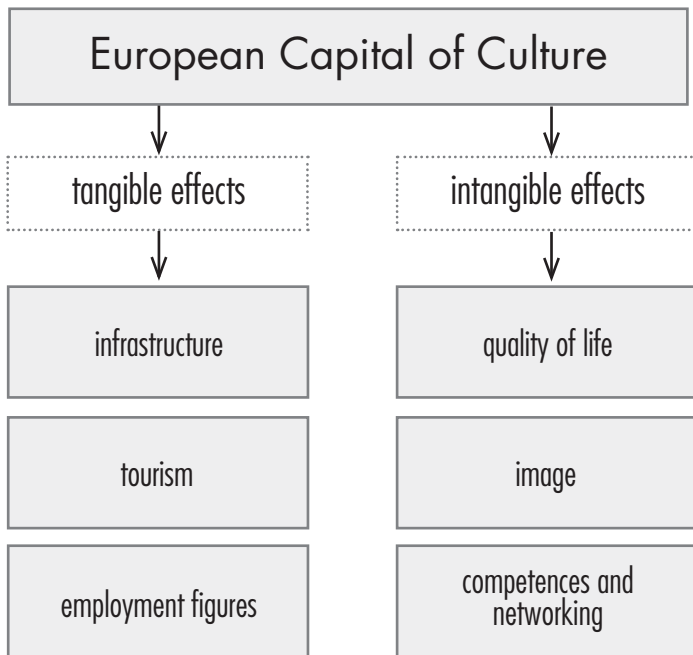 European Capital of Culture
tangible effects
intangible effects
infrastructure
quality of life
tourism
image
employment figures
competences and
networking